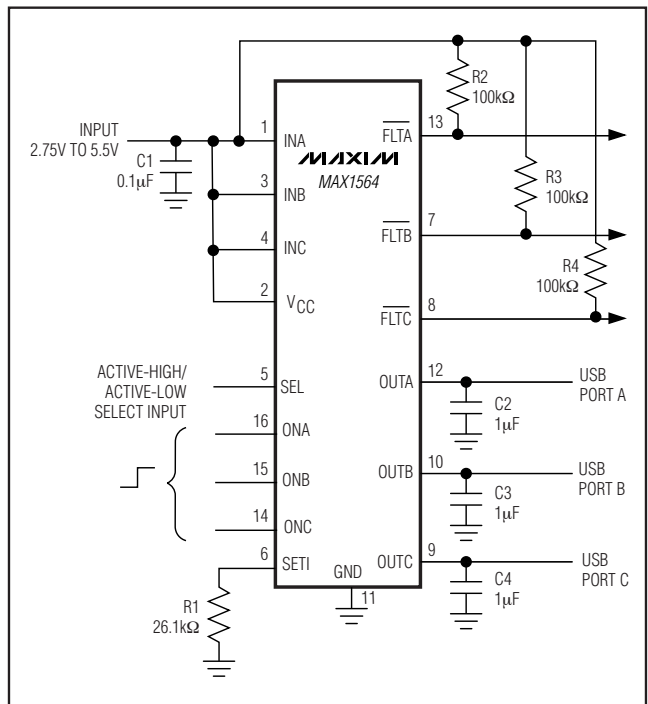 INPUT
2.75V TO 5.5V
C1
0.1µF
1
INA
3
INB
4
INC
2
VCC
MAXIM
MAX1564
FLTA
13
R2
100kΩ
FLTB
7
R3
100kΩ
FLTC
8
R4
100kΩ
ACTIVE-HIGH/
ACTIVE-LOW
SELECT INPUT
5
SEL
16
ONA
15
ONB
14
ONC
6
SETI
R1
26.1kΩ
GND
11
OUTA
12
C2
1µF
USB
PORT A
OUTB
10
C3
1µF
USB
PORT B
OUTC
9
C4
1µF
USB
PORT C